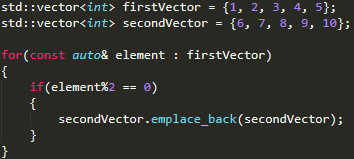 std::vector<int> firstVector = {1, 2, 3, 4, 5};
std::vector<int> secondVector = {6, 7, 8, 9, 10};
for(const auto& element : firstVector)
{
if(element%2 == 0)
{
secondVector.emplace_back(secondVector);
}
}